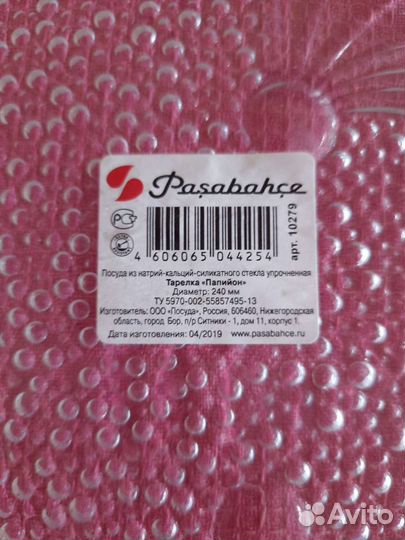 Paşabahçe
арт. 10279
4 606065 044254
Посуда из натрий-кальций-силикатного стекла упрочненная
Тарелка «Папийон»
Диаметр: 240 мм
ТУ 5970-002-55857495-13
Изготовитель: ООО «Посуда», Россия, 606460, Нижегородская
область, город Бор, п/р Ситники - 1, дом 11, корпус 1.
Дата изготовления: 04/2019 www.pasabahce.ru
Avito